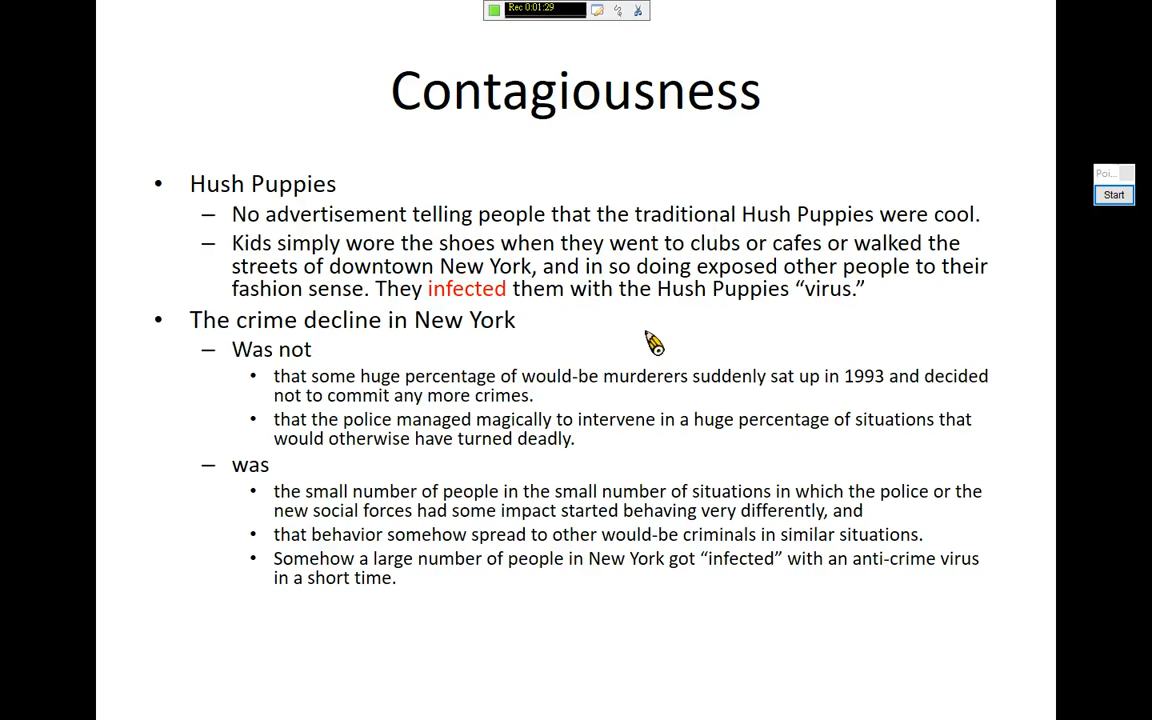 Rec 0:01:29
Contagiousness
• Hush Puppies
– No advertisement telling people that the traditional Hush Puppies were cool.
– Kids simply wore the shoes when they went to clubs or cafes or walked the
streets of downtown New York, and in so doing exposed other people to their
fashion sense. They infected them with the Hush Puppies “virus.”
• The crime decline in New York
– Was not
• that some huge percentage of would-be murderers suddenly sat up in 1993 and decided
not to commit any more crimes.
• that the police managed magically to intervene in a huge percentage of situations that
would otherwise have turned deadly.
– was
• the small number of people in the small number of situations in which the police or the
new social forces had some impact started behaving very differently, and
• that behavior somehow spread to other would-be criminals in similar situations.
• Somehow a large number of people in New York got “infected” with an anti-crime virus
in a short time.
Poi...
Start